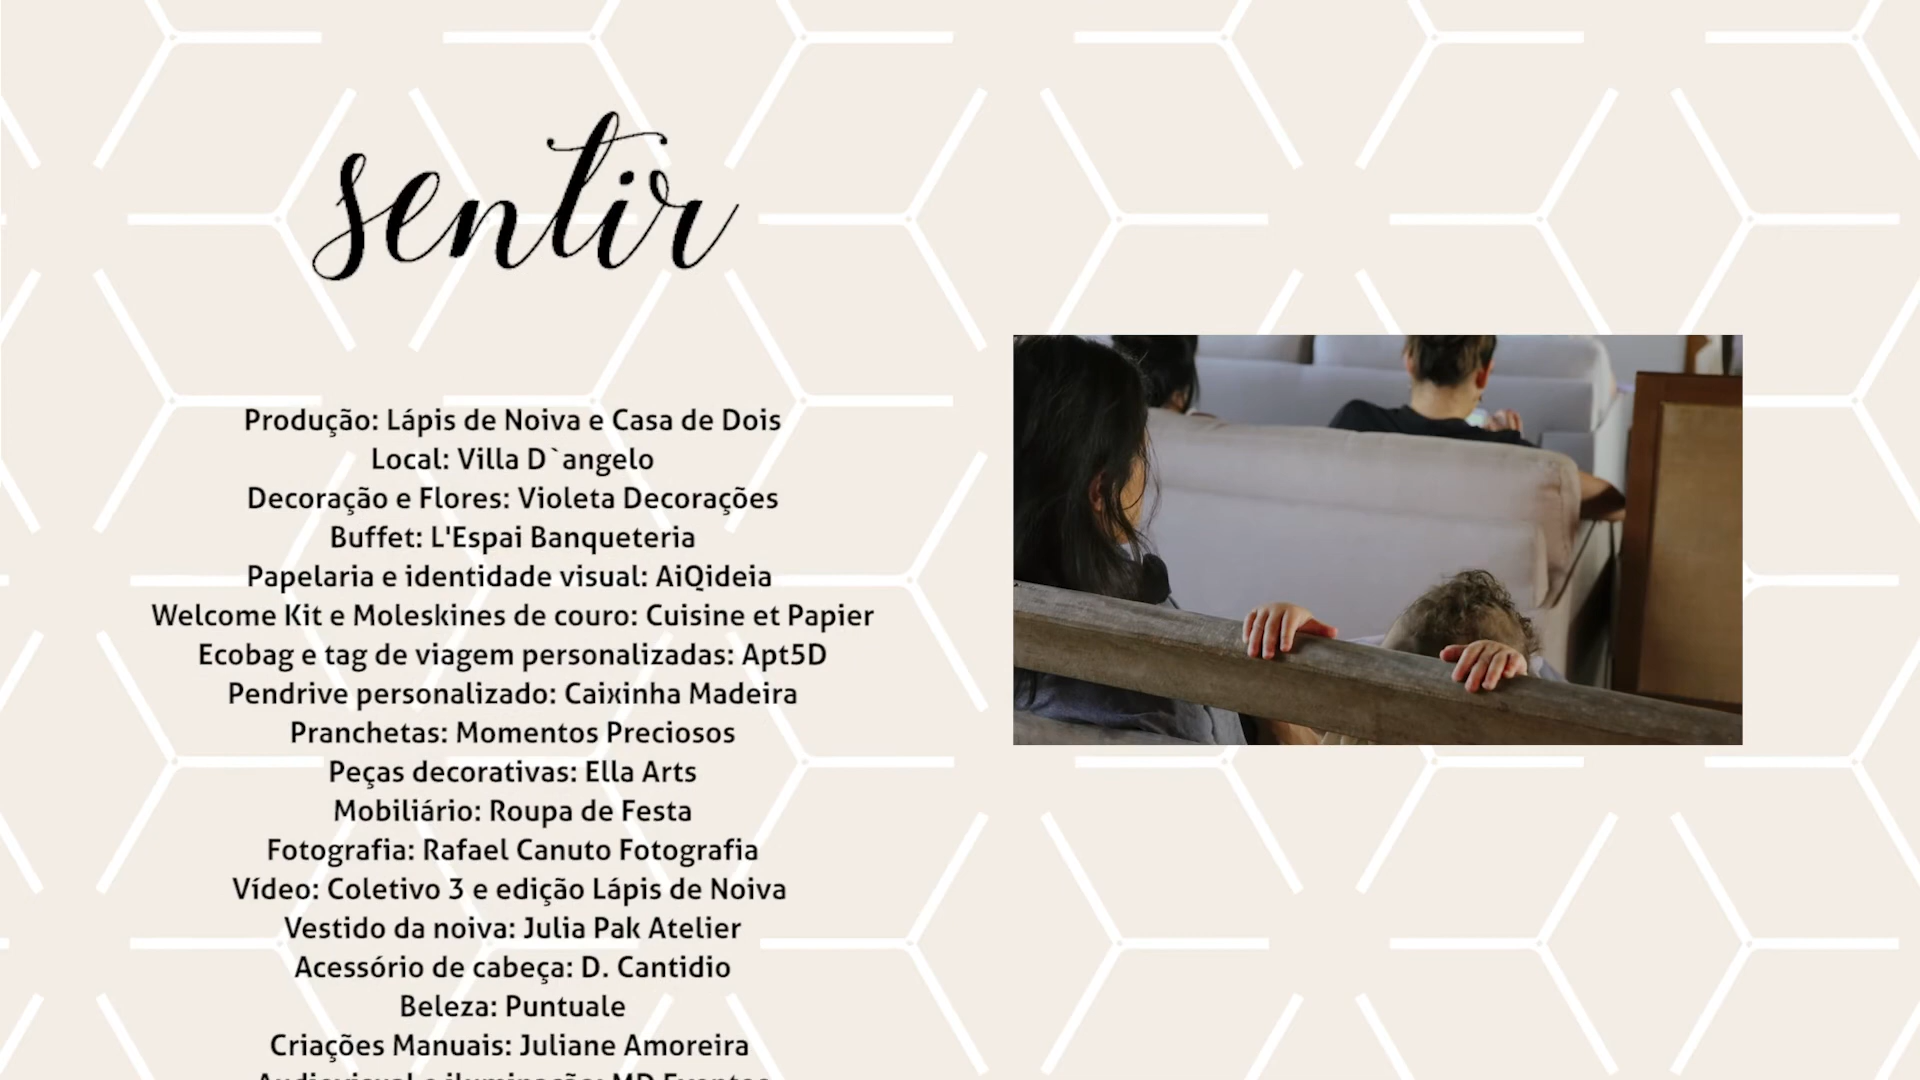 sentir
Produção: Lápis de Noiva e Casa de Dois
Local: Villa D`angelo
Decoração e Flores: Violeta Decorações
Buffet: L'Espai Banqueteria
Papelaria e identidade visual: AiQideia
Welcome Kit e Moleskines de couro: Cuisine et Papier
Ecobag e tag de viagem personalizadas: Apt5D
Pendrive personalizado: Caixinha Madeira
Pranchetas: Momentos Preciosos
Peças decorativas: Ella Arts
Mobiliário: Roupa de Festa
Fotografia: Rafael Canuto Fotografia
Vídeo: Coletivo 3 e edição Lápis de Noiva
Vestido da noiva: Julia Pak Atelier
Acessório de cabeça: D. Cantidio
Beleza: Puntuale
Criações Manuais: Juliane Amoreira
Audiovisual e iluminação: MD Eventos